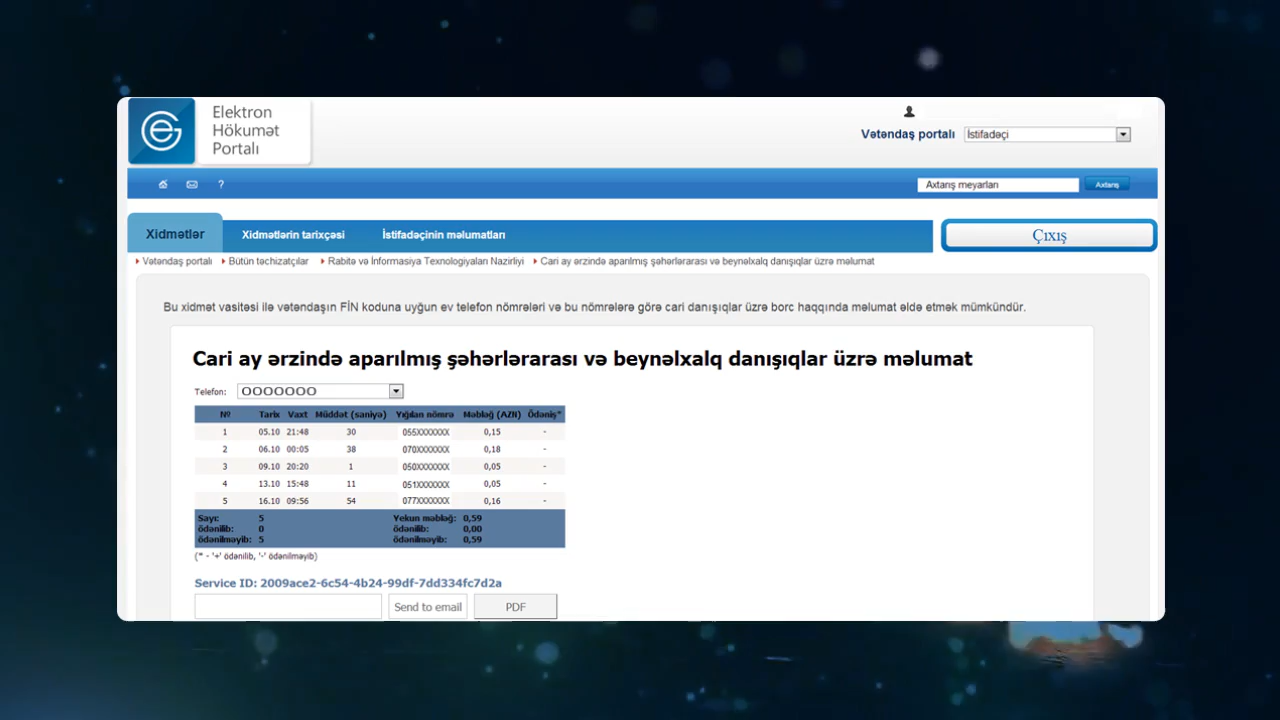 Elektron
Hökumət
Portalı
Vətəndaş portalı İstifadəçi
? Axtarış meyarları Axtarış
Xidmətlər Xidmətlərin tarixçəsi İstifadəçinin məlumatları Çıxış
Vətəndaş portalı Bütün təchizatçılar Rabitə və İnformasiya Texnologiyaları Nazirliyi Cari ay ərzində aparılmış şəhərlərarası və beynəlxalq danışıqlar üzrə məlumat
Bu xidmət vasitəsi ilə vətəndaşın FİN koduna uyğun ev telefon nömrələri və bu nömrələrə görə cari danışıqlar üzrə borc haqqında məlumat əldə etmək mümkündür.
Cari ay ərzində aparılmış şəhərlərarası və beynəlxalq danışıqlar üzrə məlumat
Telefon: OOOOOOO
Nº Tarix Vaxt Müddət (saniyə) Yığılan nömrə Məbləğ (AZN) Ödəniş*
1 05.10 21:48 30 055XXXXXXX 0,15 -
2 06.10 00:05 38 070XXXXXXX 0,18 -
3 09.10 20:20 1 050XXXXXXX 0,05 -
4 13.10 15:48 11 051XXXXXXX 0,05 -
5 16.10 09:56 54 077XXXXXXX 0,16 -
Sayı: 5 Yekun məbləğ: 0,59
ödənilib: 0 ödənilib: 0,00
ödənilməyib: 5 ödənilməyib: 0,59
(* - '+' ödənilib, '-' ödənilməyib)
Service ID: 2009ace2-6c54-4b24-99df-7dd334fc7d2a
Send to email PDF